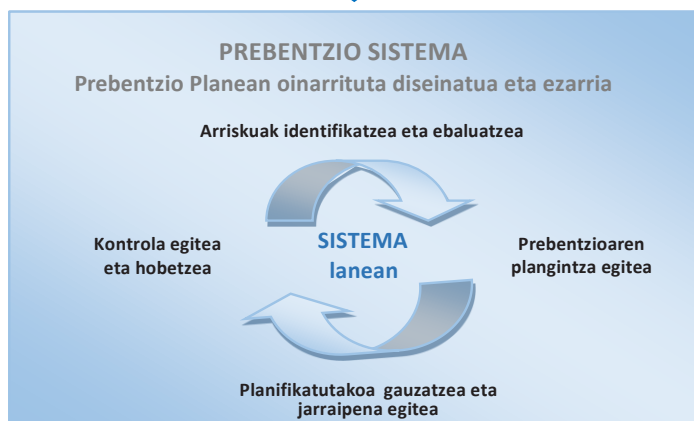 PREBENTZIO SISTEMA
Prebentzio Planean oinarrituta diseinatua eta ezarria
Arriskuak identifikatzea eta ebaluatzea
Kontrola egitea
eta hobetzea
SISTEMA
lanean
Prebentzioaren
plangintza egitea
Planifikatutakoa gauzatzea eta
jarraipena egitea